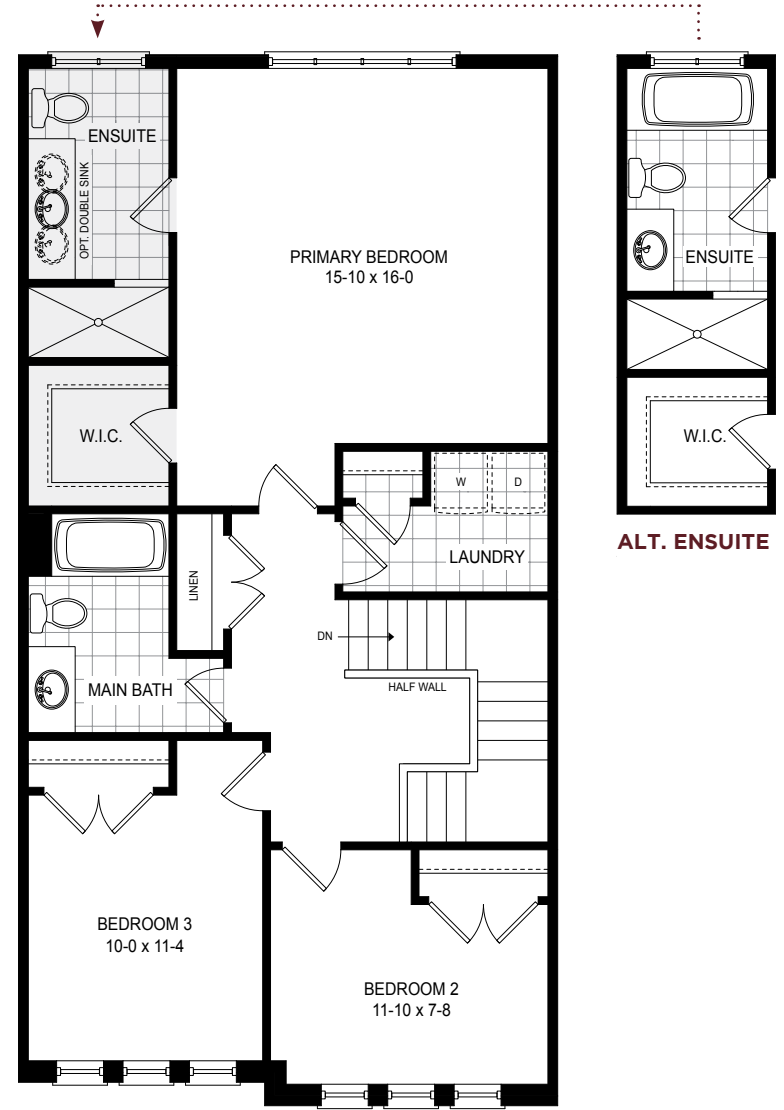 ENSUITE
OPT. DOUBLE SINK
PRIMARY BEDROOM
15-10 x 16-0
ENSUITE
W.I.C.
W.I.C.
W
D
ALT. ENSUITE
LAUNDRY
LINEN
DN
HALF WALL
MAIN BATH
BEDROOM 3
10-0 x 11-4
BEDROOM 2
11-10 x 7-8